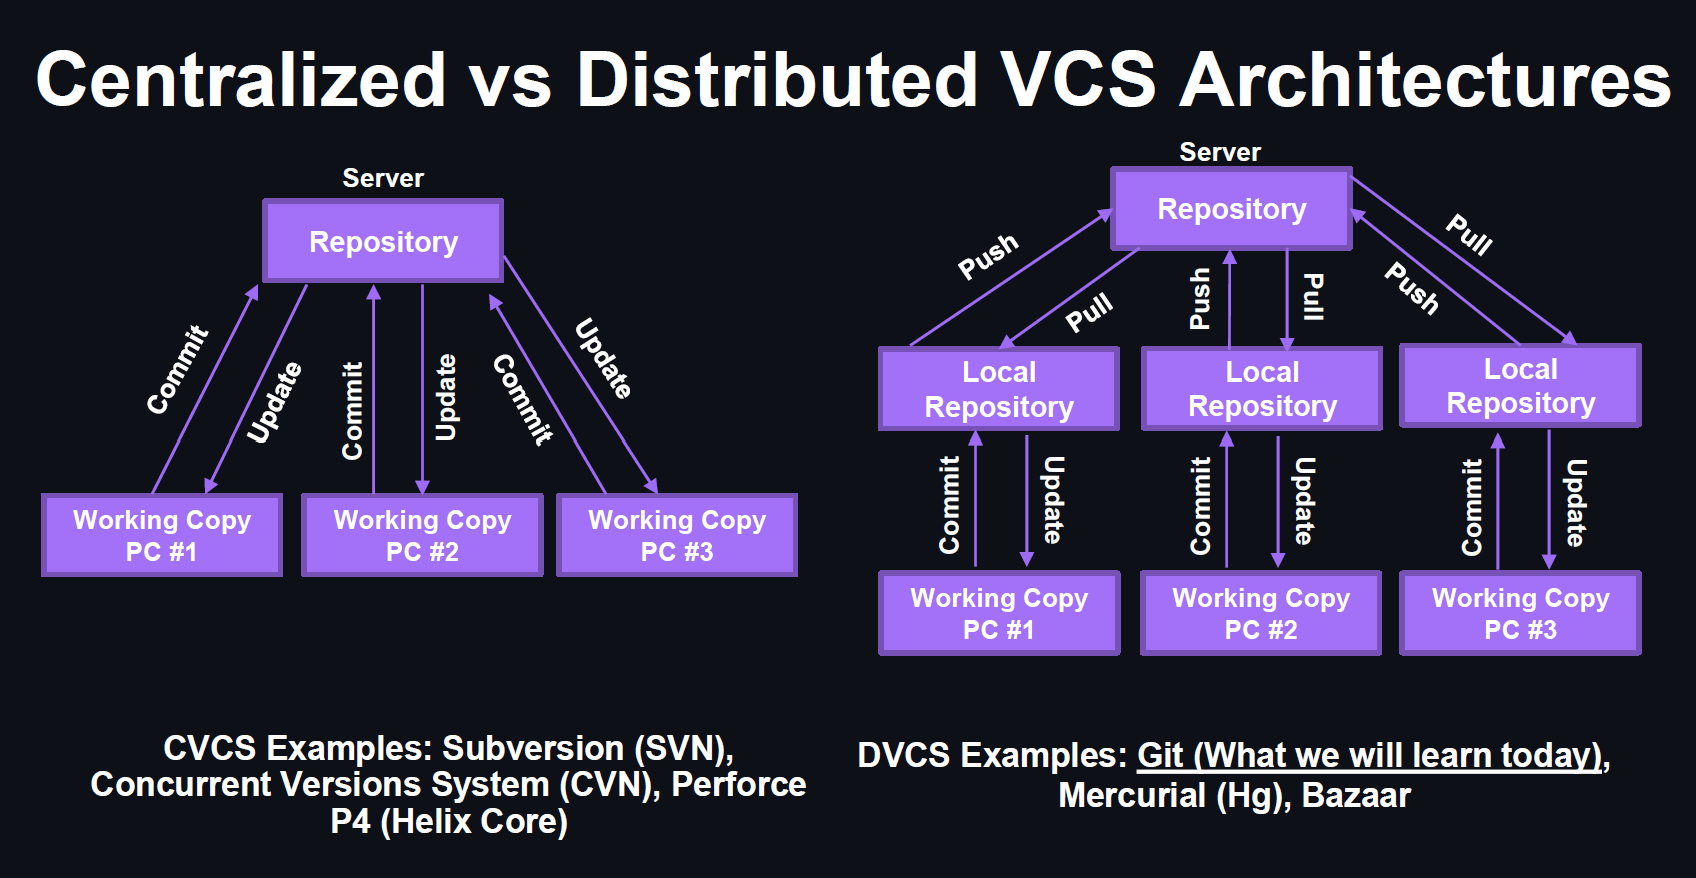 Centralized vs Distributed VCS Architectures
Server
Repository
Commit
Update
Commit
Update
Commit
Update
Working Copy
PC #1
Working Copy
PC #2
Working Copy
PC #3
CVCS Examples: Subversion (SVN),
Concurrent Versions System (CVN), Perforce
P4 (Helix Core)
Server
Repository
Push
Pull
Push
Pull
Push
Pull
Local
Repository
Local
Repository
Local
Repository
Commit
Update
Commit
Update
Commit
Update
Working Copy
PC #1
Working Copy
PC #2
Working Copy
PC #3
DVCS Examples: Git (What we will learn today),
Mercurial (Hg), Bazaar